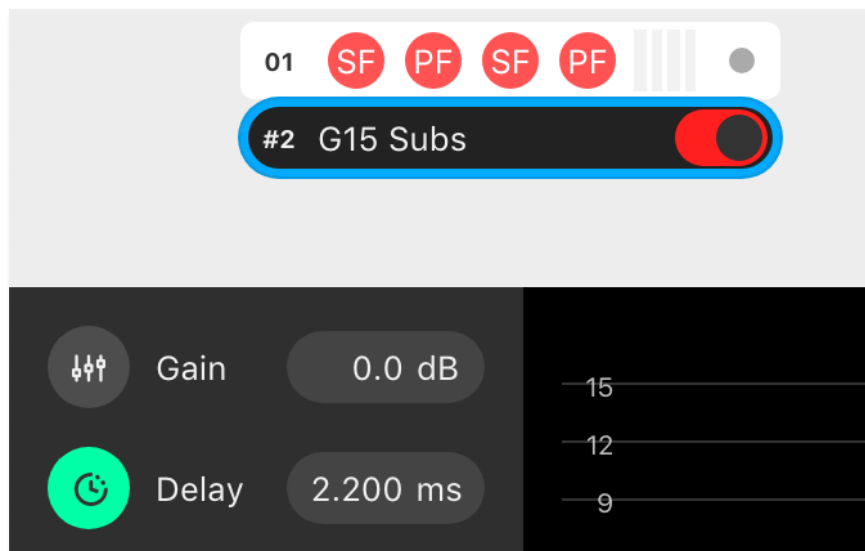 01 SF PF SF PF
#2 G15 Subs
Gain 0.0 dB
Delay 2.200 ms
15
12
9